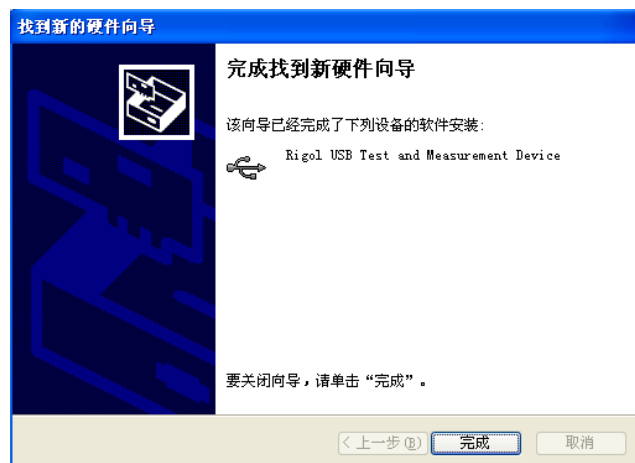 找到新的硬件向导
完成找到新硬件向导
该向导已经完成了下列设备的软件安装:
Rigol USB Test and Measurement Device
要关闭向导，请单击“完成”。
< 上一步(B)
完成
取消